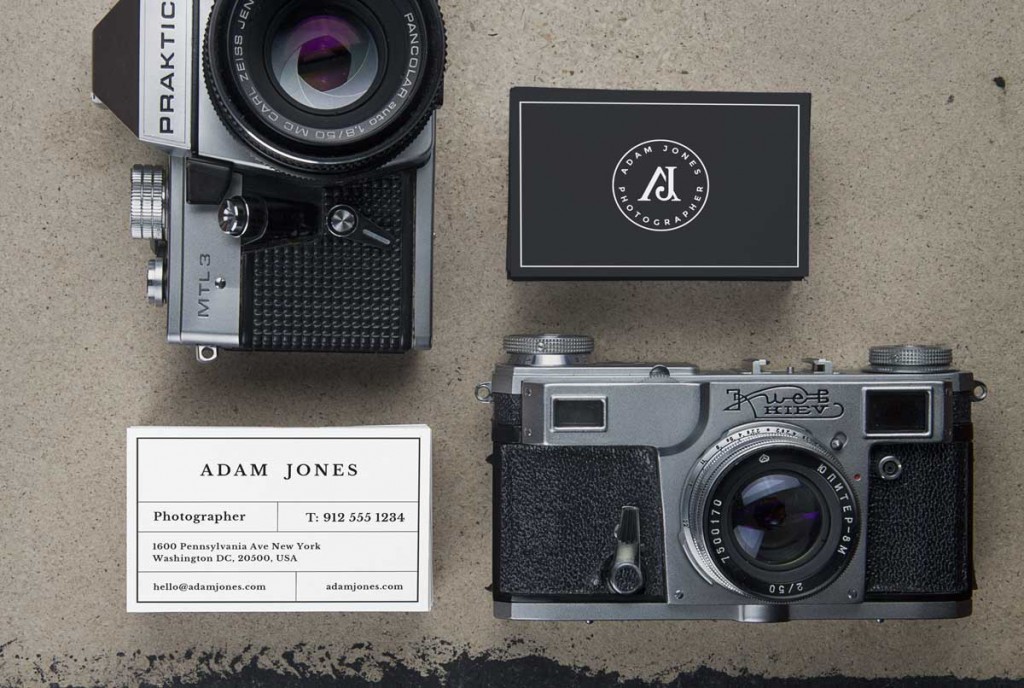 PRAKTIC
MC CARL ZEISS JEN
PANCOLAR auto 1.8/50
MTL 3
ADAM JONES
AJ
PHOTOGRAPHER
Киев
KIEV
ЮПИТЕР-8М
2/50
7500170
ADAM JONES
Photographer
T: 912 555 1234
1600 Pennsylvania Ave New York
Washington DC, 20500, USA
hello@adamjones.com
adamjones.com